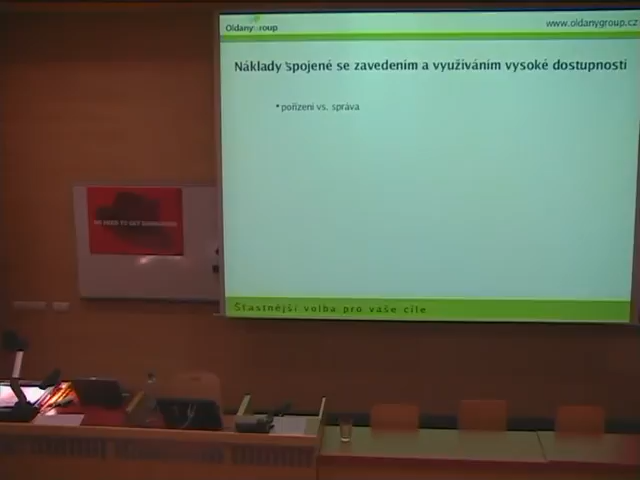 Oldanygroup
www.oldanygroup.cz
Náklady spojené se zavedením a využíváním vysoké dostupnosti
• pořízení vs. správa
Šťastnější volba pro vaše cíle